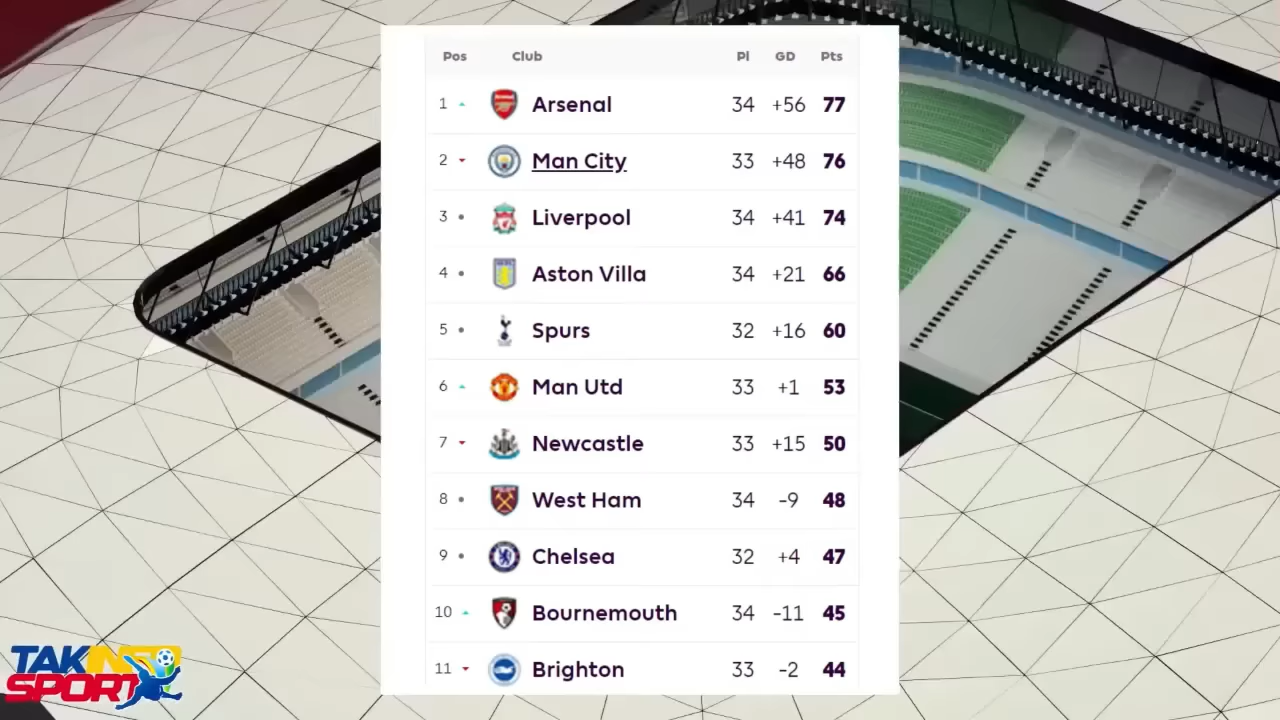 Pos Club Pl GD Pts
1 Arsenal 34 +56 77
2 Man City 33 +48 76
3 Liverpool 34 +41 74
4 Aston Villa 34 +21 66
5 Spurs 32 +16 60
6 Man Utd 33 +1 53
7 Newcastle 33 +15 50
8 West Ham 34 -9 48
9 Chelsea 32 +4 47
10 Bournemouth 34 -11 45
11 Brighton 33 -2 44
TAKINFO
SPORT